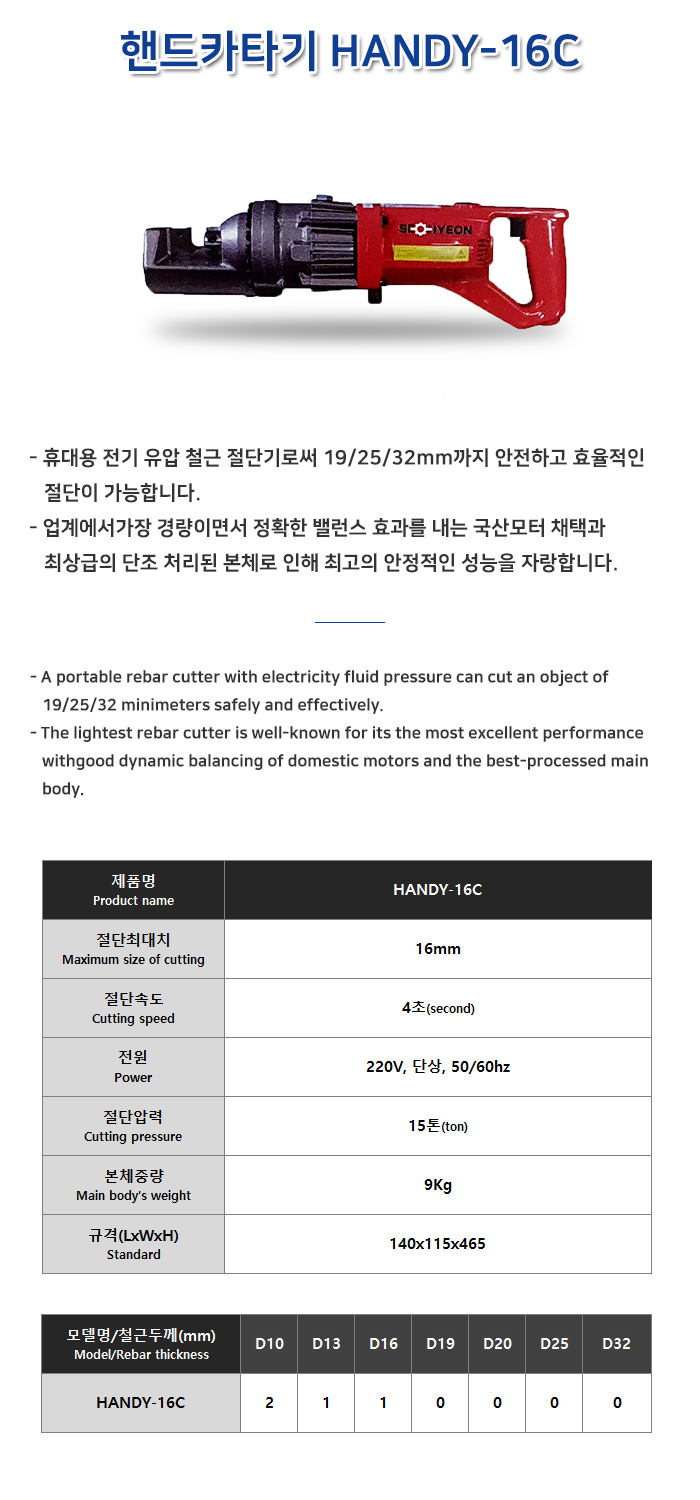 핸드카타기 HANDY-16C
- 휴대용 전기 유압 철근 절단기로써 19/25/32mm까지 안전하고 효율적인
절단이 가능합니다.
- 업계에서가장 경량이면서 정확한 밸런스 효과를 내는 국산모터 채택과
최상급의 단조 처리된 본체로 인해 최고의 안정적인 성능을 자랑합니다.
- A portable rebar cutter with electricity fluid pressure can cut an object of
19/25/32 minimeters safely and effectively.
- The lightest rebar cutter is well-known for its the most excellent performance
withgood dynamic balancing of domestic motors and the best-processed main
body.
제품명 HANDY-16C
Product name
절단최대치 16mm
Maximum size of cutting
절단속도 4초(second)
Cutting speed
전원 220V, 단상, 50/60hz
Power
절단압력 15톤(ton)
Cutting pressure
본체중량 9Kg
Main body's weight
규격(LxWxH) 140x115x465
Standard
모델명/철근두께(mm) D10 D13 D16 D19 D20 D25 D32
Model/Rebar thickness
HANDY-16C 2 1 1 0 0 0 0